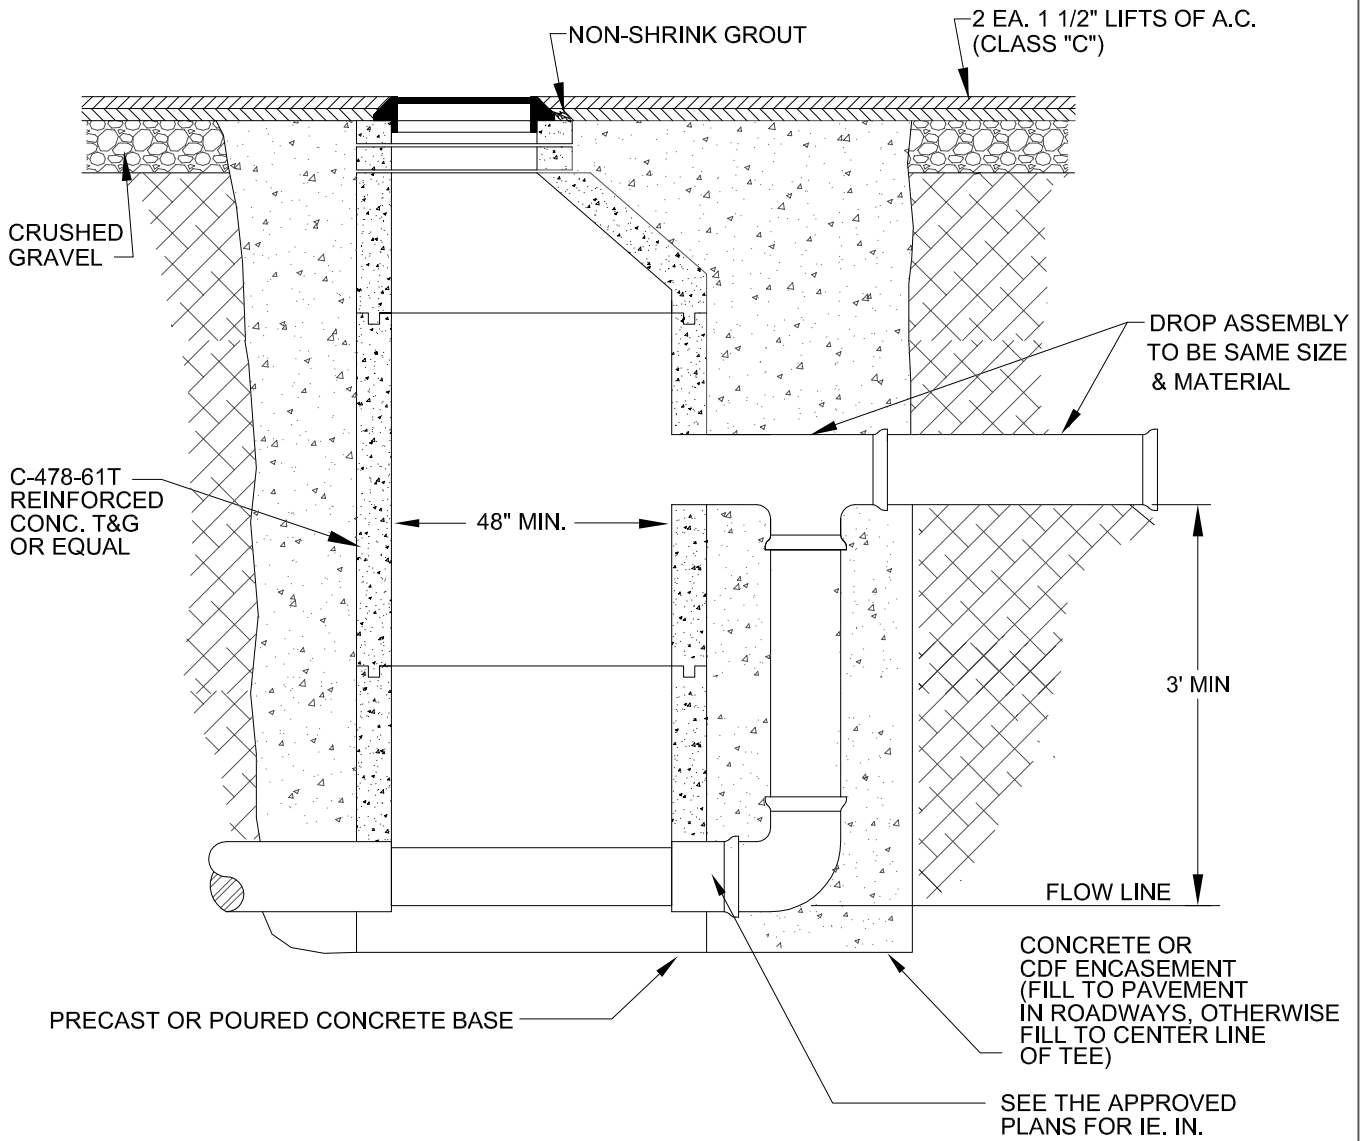 2 EA. 1 1/2" LIFTS OF A.C.
(CLASS "C")
NON-SHRINK GROUT
CRUSHED
GRAVEL
DROP ASSEMBLY
TO BE SAME SIZE
& MATERIAL
C-478-61T
REINFORCED
CONC. T&G
OR EQUAL
48" MIN.
3' MIN
FLOW LINE
CONCRETE OR
CDF ENCASEMENT
(FILL TO PAVEMENT
IN ROADWAYS, OTHERWISE
FILL TO CENTER LINE
OF TEE)
PRECAST OR POURED CONCRETE BASE
SEE THE APPROVED
PLANS FOR IE. IN.